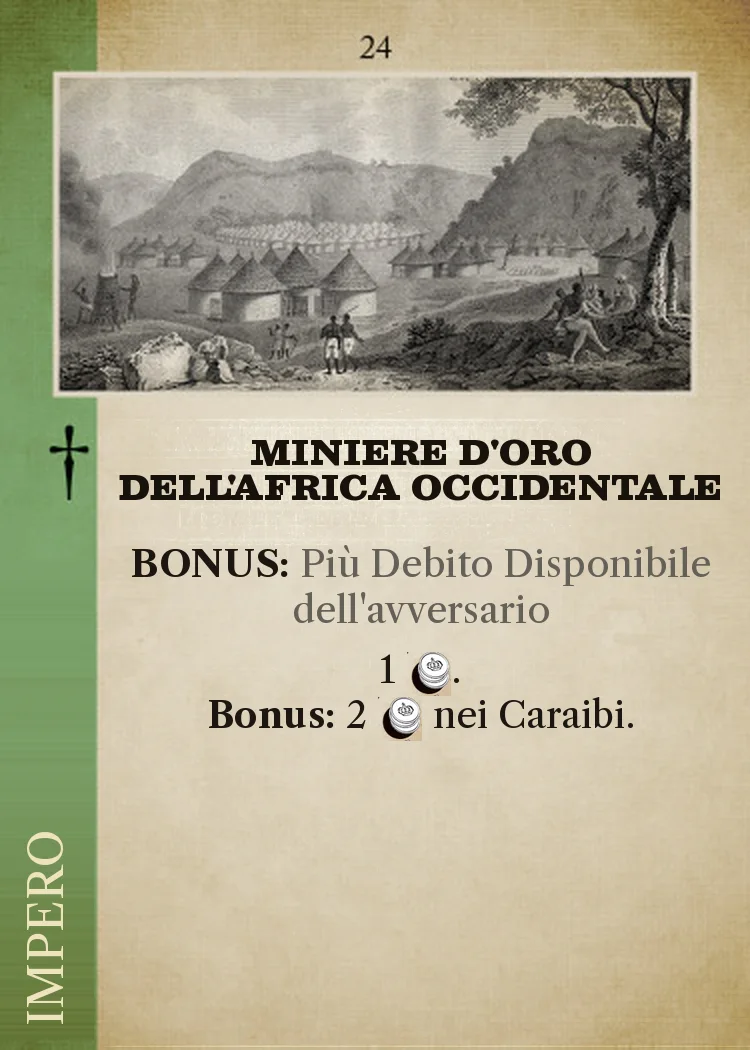 24
MINIERE D'ORO
DELL'AFRICA OCCIDENTALE
BONUS: Più Debito Disponibile
dell'avversario
1 .
Bonus: 2 nei Caraibi.
IMPERO